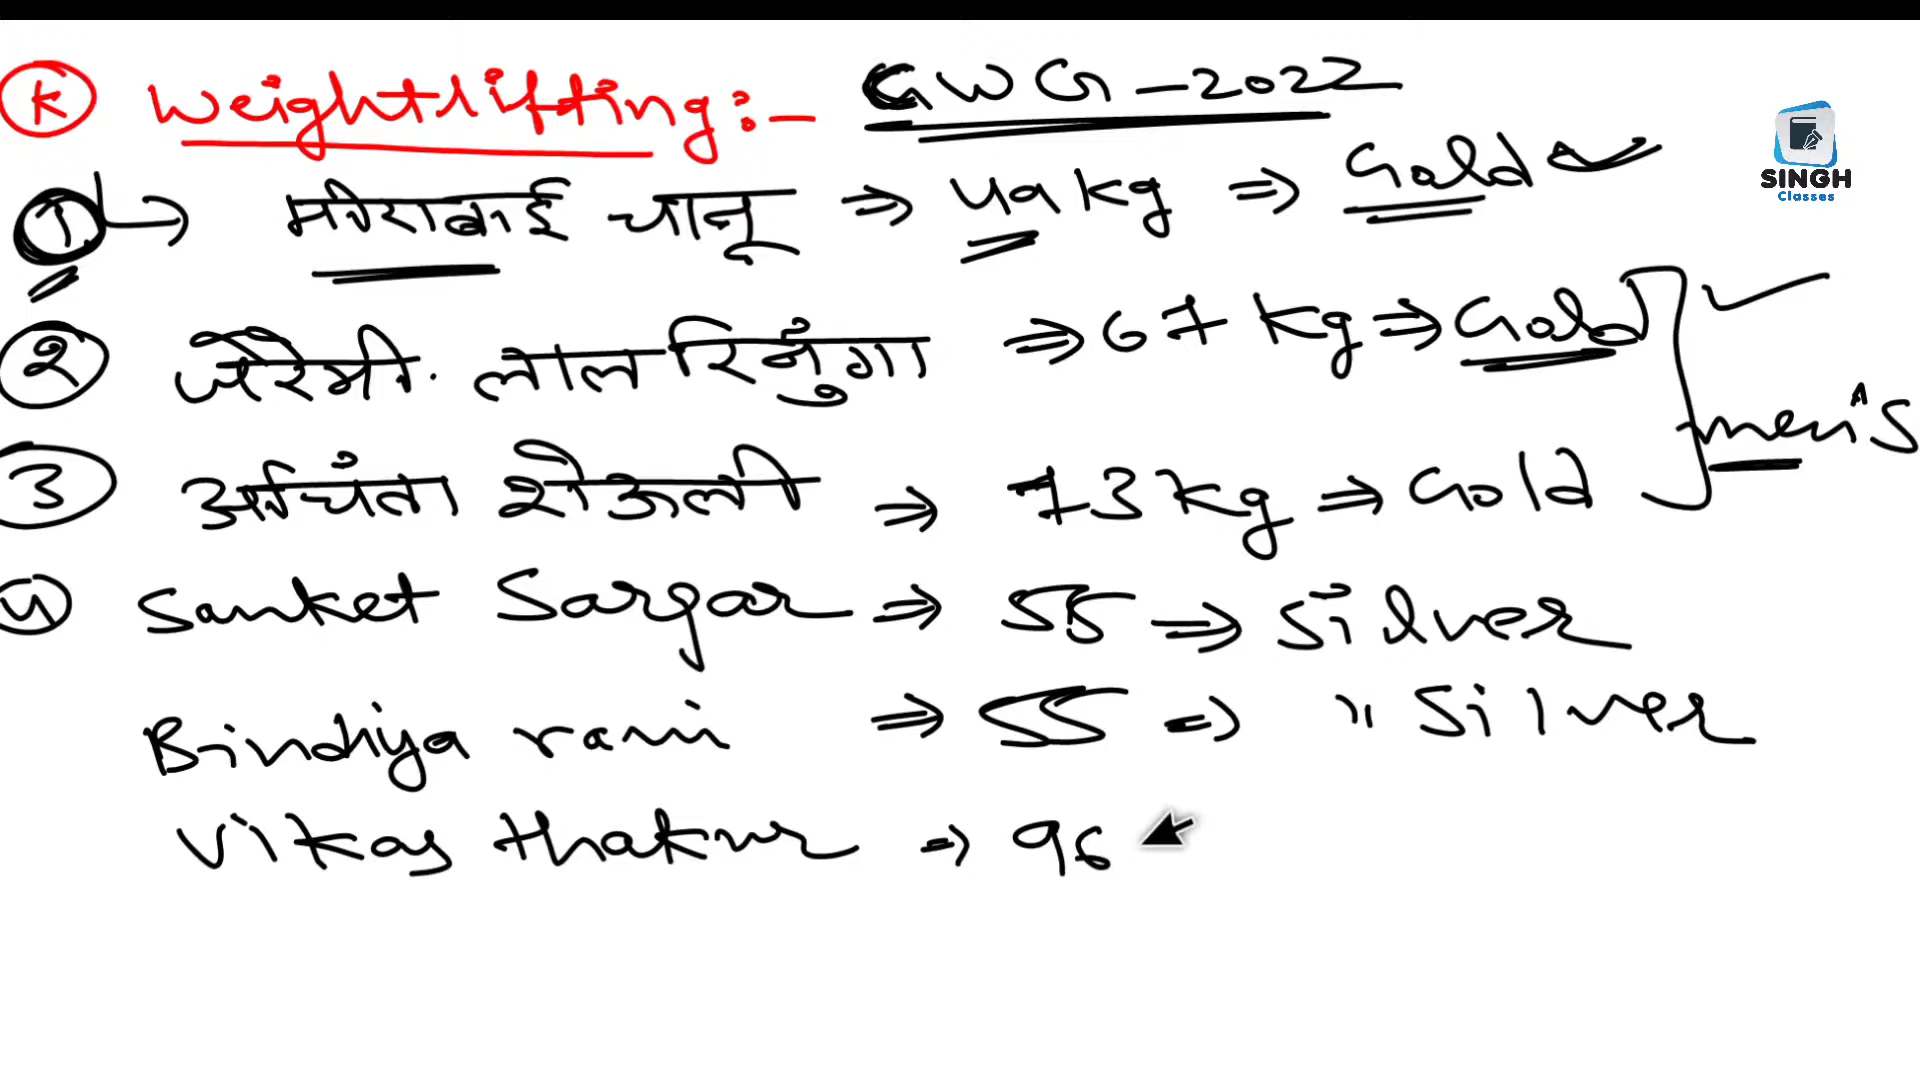 K Weightlifting:- CWG-2022
1 → मीराबाई चानू ⇒ 49 kg ⇒ Gold ✓
SINGH
Classes
2 जेरेमी लालरिनुंगा ⇒ 67 kg ⇒ Gold ✓
men's
3 अचिंता शेऊली ⇒ 73 kg ⇒ Gold
4 Sanket Sargar ⇒ 55 ⇒ Silver
Bindiya rani ⇒ 55 ⇒ " Silver
Vikas thakur ⇒ 96